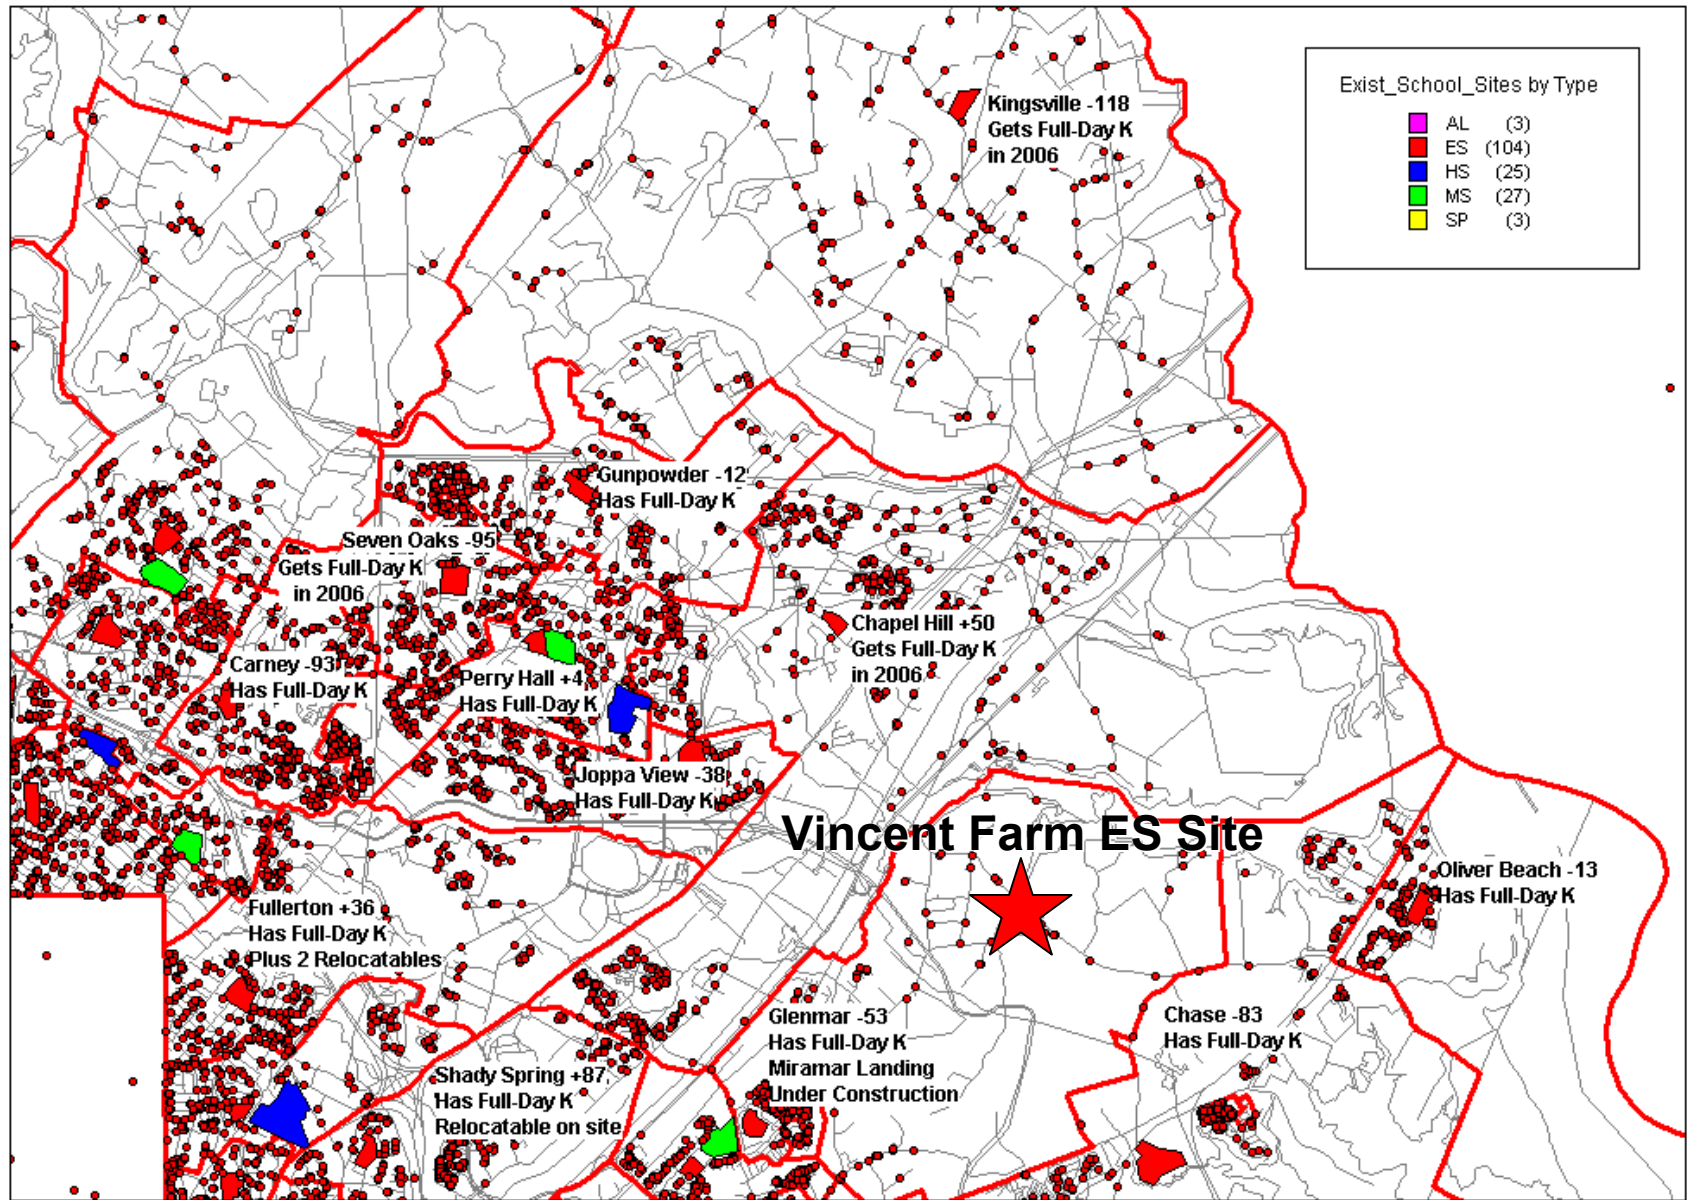 Exist_School_Sites by Type
AL (3)
ES (104)
HS (25)
MS (27)
SP (3)
Kingsville -118
Gets Full-Day K
in 2006
Gunpowder -12
Has Full-Day K
Seven Oaks -95
Gets Full-Day K
in 2006
Chapel Hill +50
Gets Full-Day K
in 2006
Carney -93
Has Full-Day K
Perry Hall +4
Has Full-Day K
Joppa View -38
Has Full-Day K
Vincent Farm ES Site
Oliver Beach -13
Has Full-Day K
Fullerton +36
Has Full-Day K
Plus 2 Relocatables
Glenmar -53
Has Full-Day K
Miramar Landing
Under Construction
Chase -83
Has Full-Day K
Shady Spring +87
Has Full-Day K
Relocatable on site